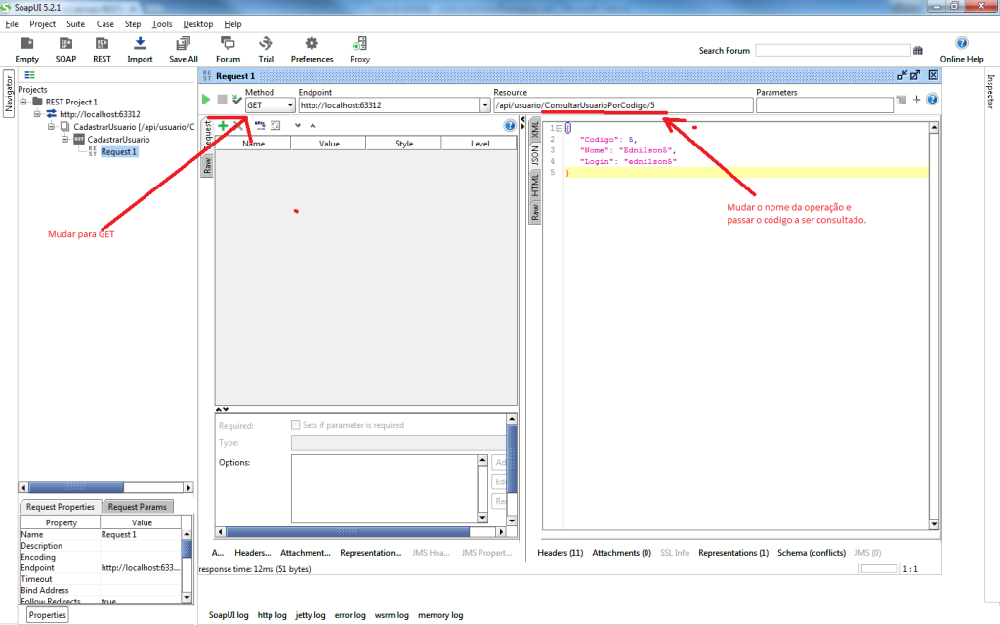 SoapUI 5.2.1
File Project Suite Case Step Tools Desktop Help
Empty SOAP REST Import Save All Forum Trial Preferences Proxy
Search Forum
Online Help
Navigator
Projects
REST Project 1
http://localhost:63312
CadastrarUsuario [/api/usuario/C
GET CadastrarUsuario
REST Request 1
REST Request 1
Method Endpoint Resource Parameters
GET http://localhost:63312 /api/usuario/ConsultarUsuarioPorCodigo/5
Request
Raw
Name Value Style Level
XML
JSON
HTML
Raw
1 {
2 "Codigo": 5,
3 "Nome": "Ednilson5",
4 "Login": "ednilson5"
5 }
Inspector
Mudar para GET
Mudar o nome da operação e
passar o código a ser consultado.
Required: Sets if parameter is required
Type:
Options:
Ad
Edi
Re
A... Headers... Attachment... Representation... JMS Hea... JMS Propert...
Headers (11) Attachments (0) SSL Info Representations (1) Schema (conflicts) JMS (0)
response time: 12ms (51 bytes)
1 : 1
Request Properties Request Params
Property Value
Name Request 1
Description
Encoding
Endpoint http://localhost:633...
Timeout
Bind Address
Follow Redirects true
Properties
SoapUI log http log jetty log error log wsrm log memory log